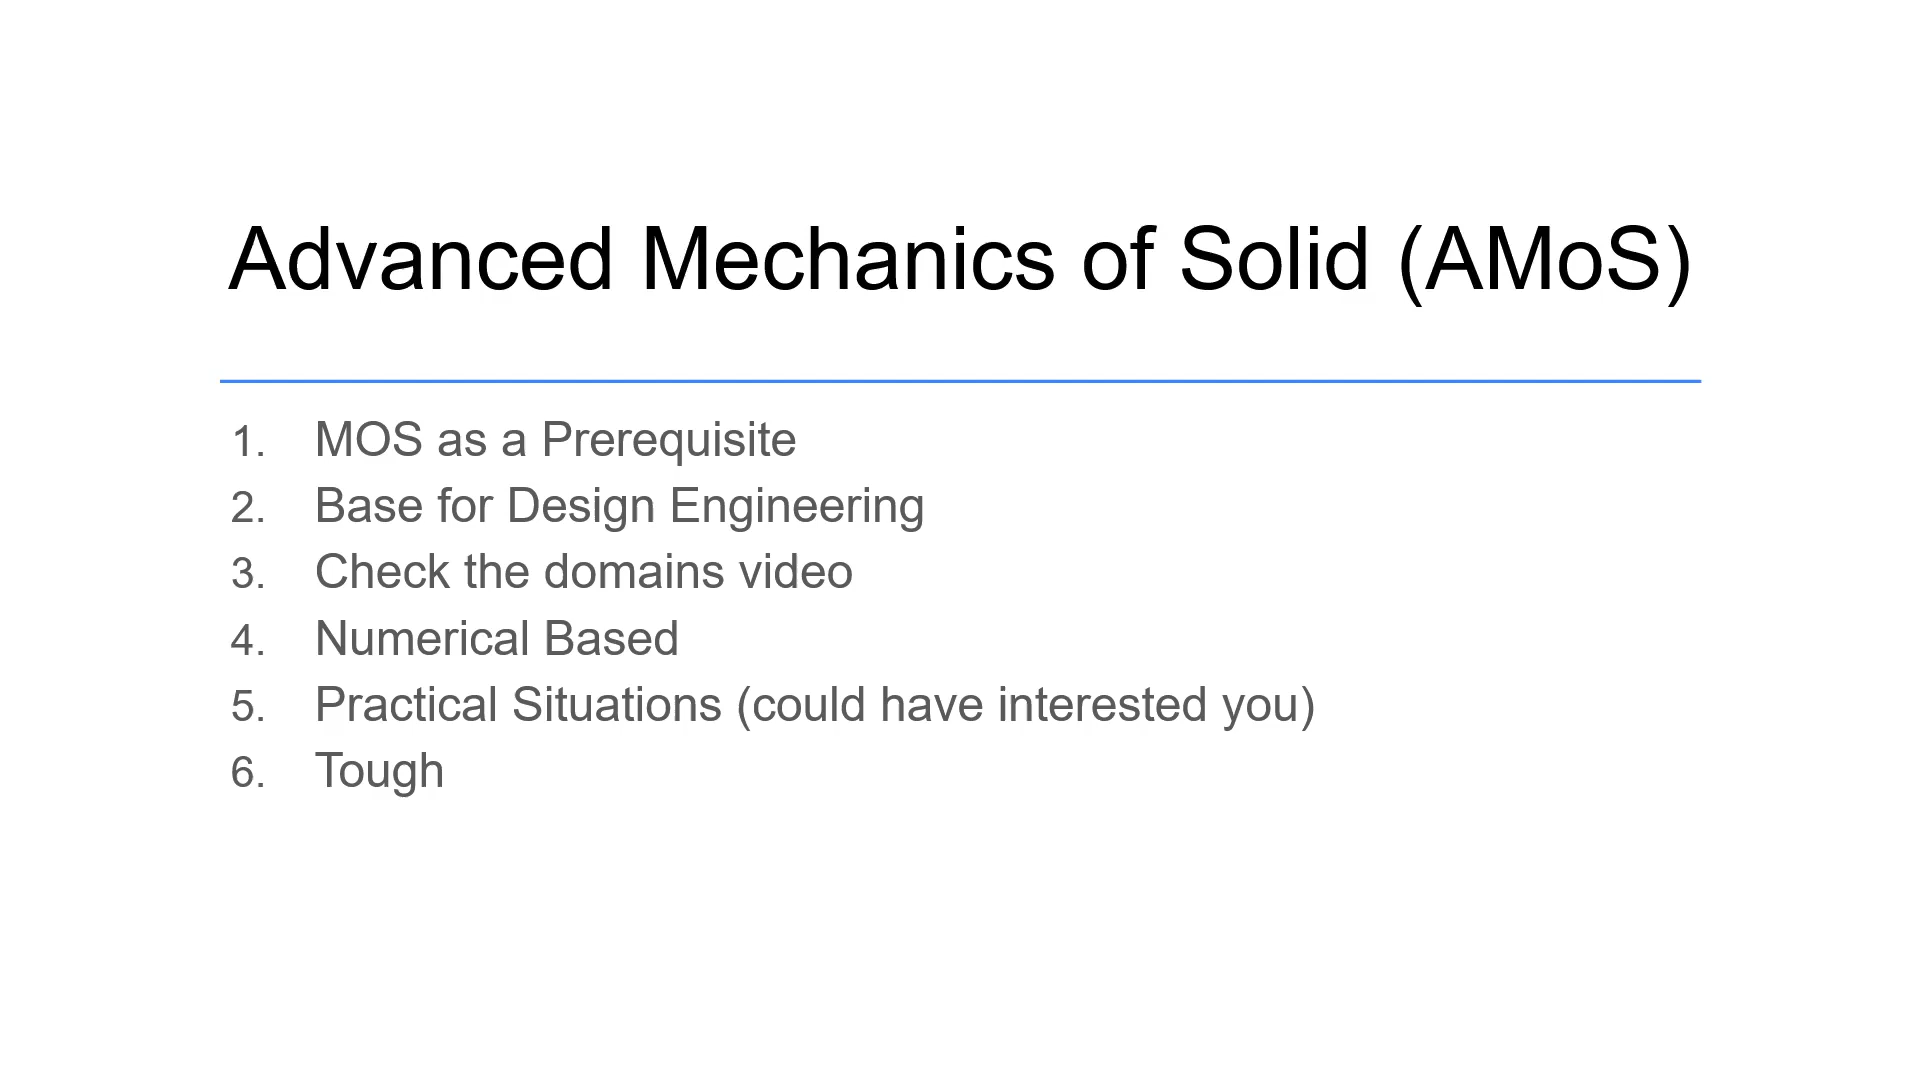 Advanced Mechanics of Solid (AMoS)
1. MOS as a Prerequisite
2. Base for Design Engineering
3. Check the domains video
4. Numerical Based
5. Practical Situations (could have interested you)
6. Tough